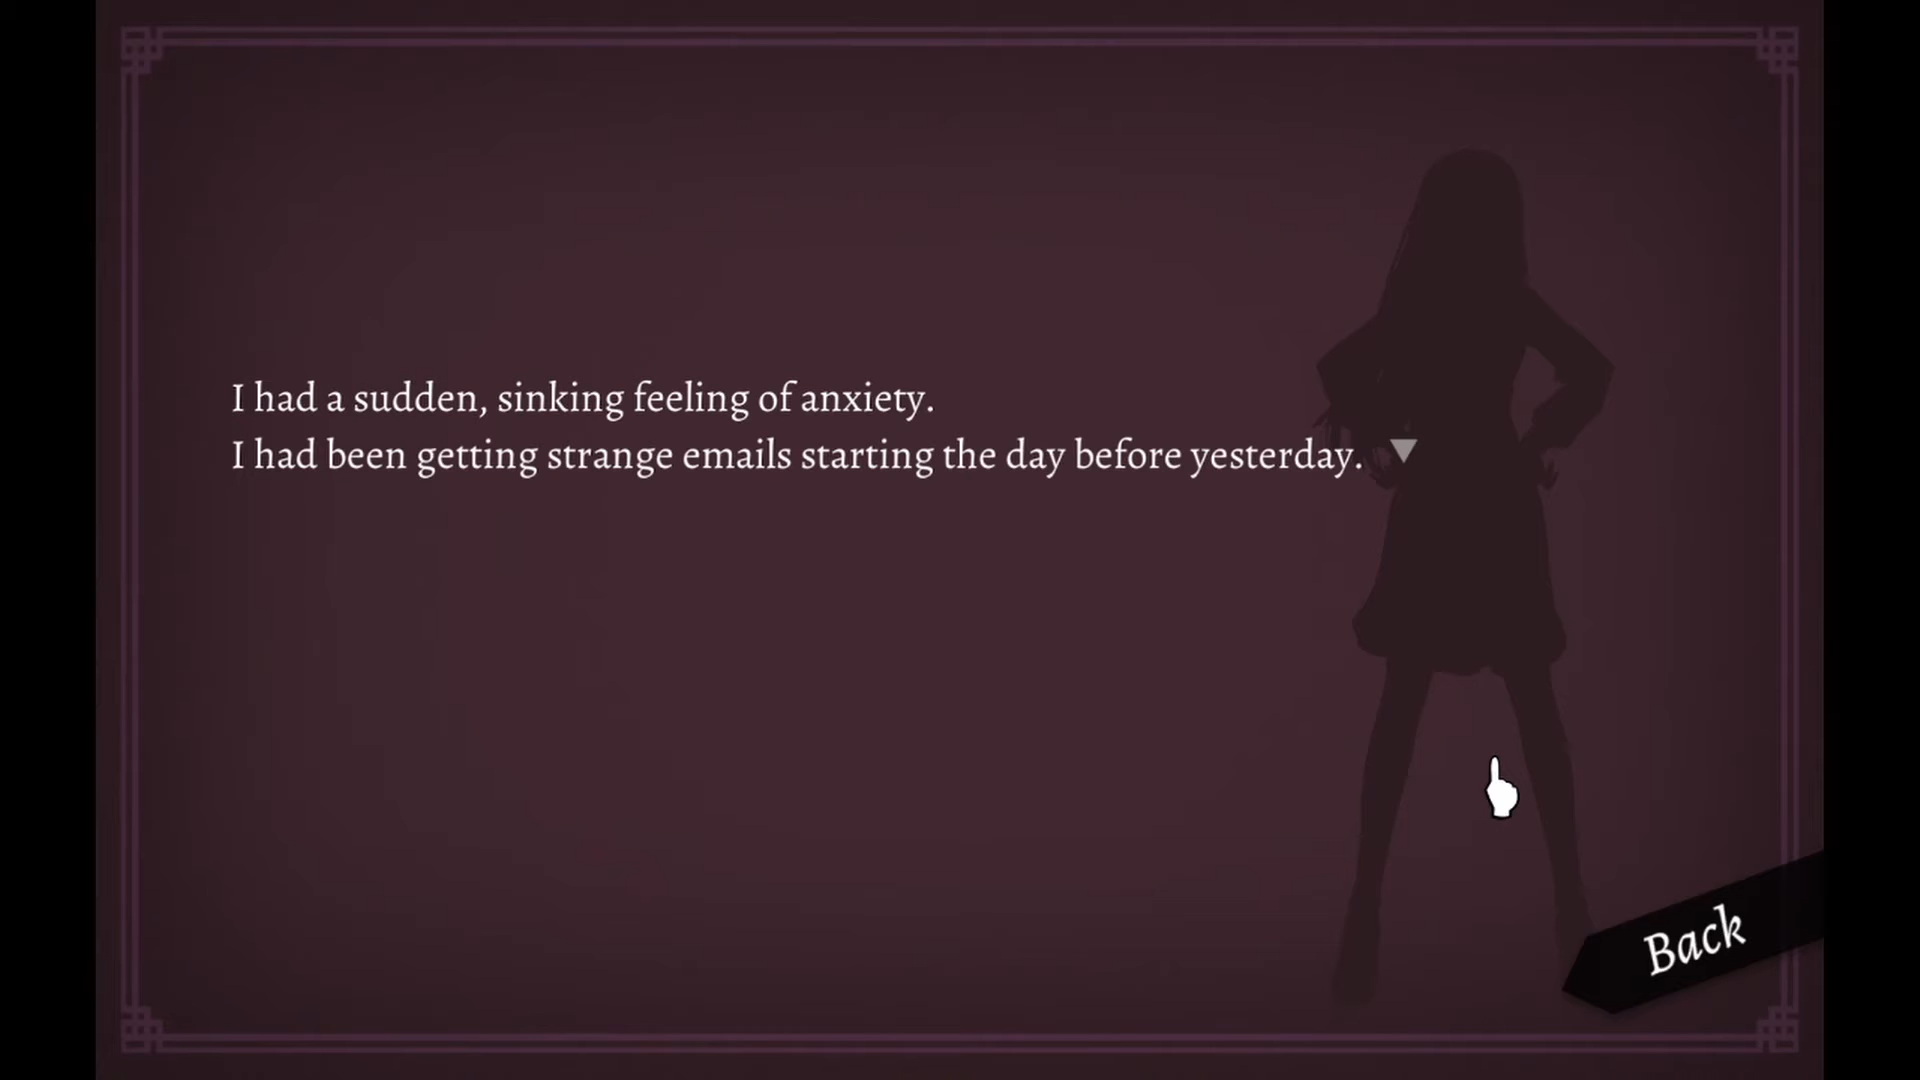 I had a sudden, sinking feeling of anxiety.
I had been getting strange emails starting the day before yesterday.
Back